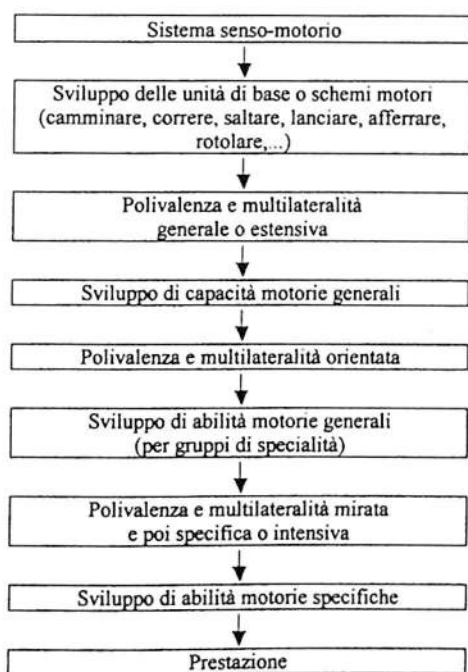 Sistema senso-motorio
Sviluppo delle unità di base o schemi motori
(camminare, correre, saltare, lanciare, afferrare,
rotolare,...)
Polivalenza e multilateralità
generale o estensiva
Sviluppo di capacità motorie generali
Polivalenza e multilateralità orientata
Sviluppo di abilità motorie generali
(per gruppi di specialità)
Polivalenza e multilateralità mirata
e poi specifica o intensiva
Sviluppo di abilità motorie specifiche
Prestazione